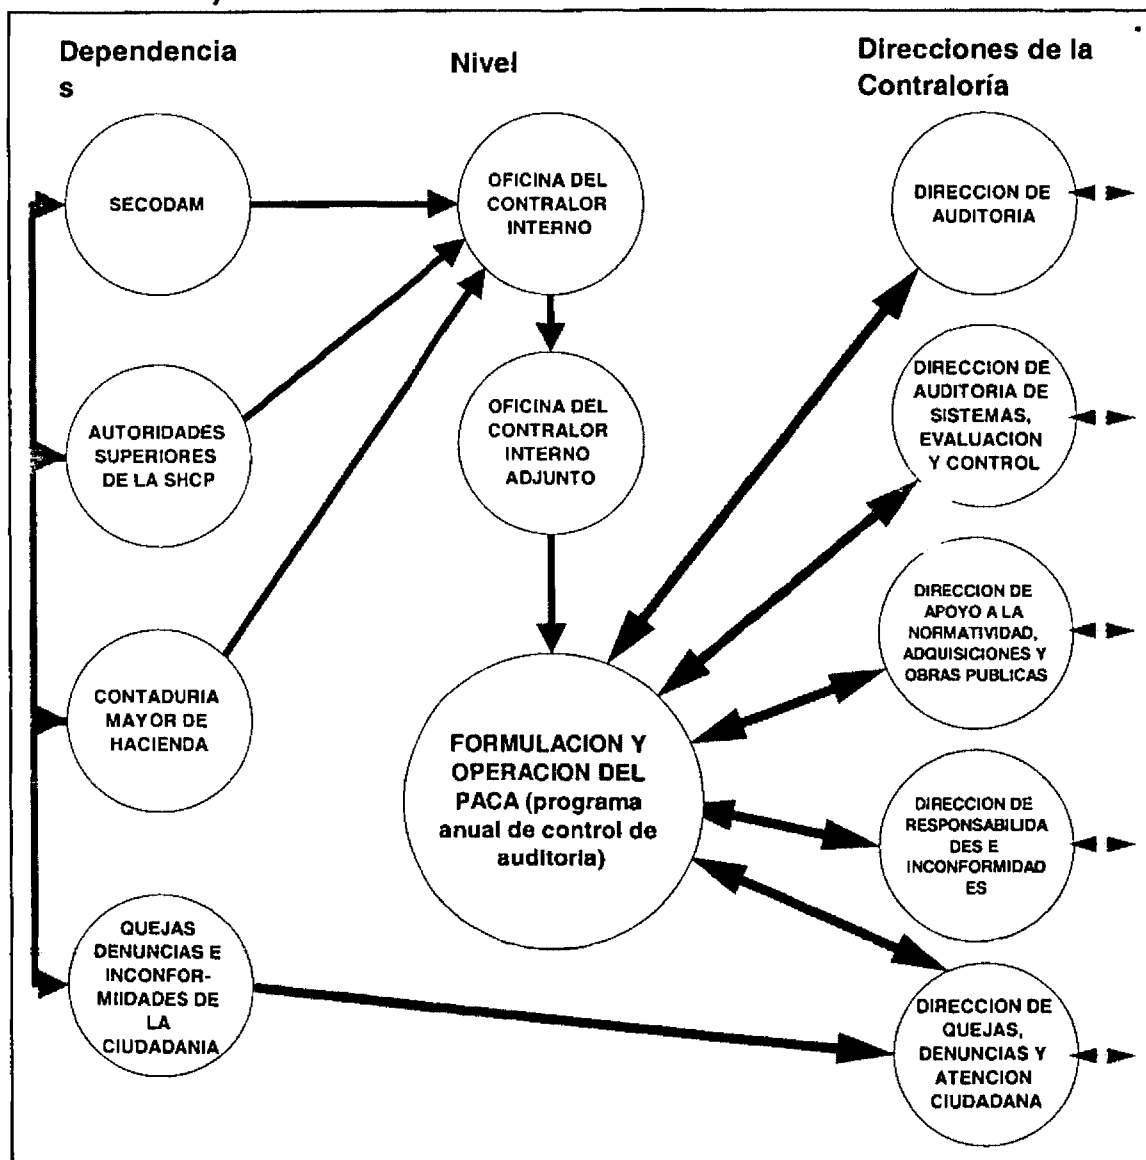 Dependencia
s
Nivel
Direcciones de la
Contraloría
SECODAM
OFICINA DEL
CONTRALOR
INTERNO
DIRECCION DE
AUDITORIA
AUTORIDADES
SUPERIORES
DE LA SHCP
OFICINA DEL
CONTRALOR
INTERNO
ADJUNTO
DIRECCION DE
AUDITORIA DE
SISTEMAS,
EVALUACION
Y CONTROL
DIRECCION DE
APOYO A LA
NORMATIVIDAD,
ADQUISICIONES Y
OBRAS PUBLICAS
CONTADURIA
MAYOR DE
HACIENDA
FORMULACION Y
OPERACION DEL
PACA (programa
anual de control de
auditoria)
DIRECCION DE
RESPONSABILIDA
DES E
INCONFORMIDAD
ES
QUEJAS
DENUNCIAS E
INCONFOR-
MIIDADES DE
LA
CIUDADANIA
DIRECCION DE
QUEJAS,
DENUNCIAS Y
ATENCION
CIUDADANA